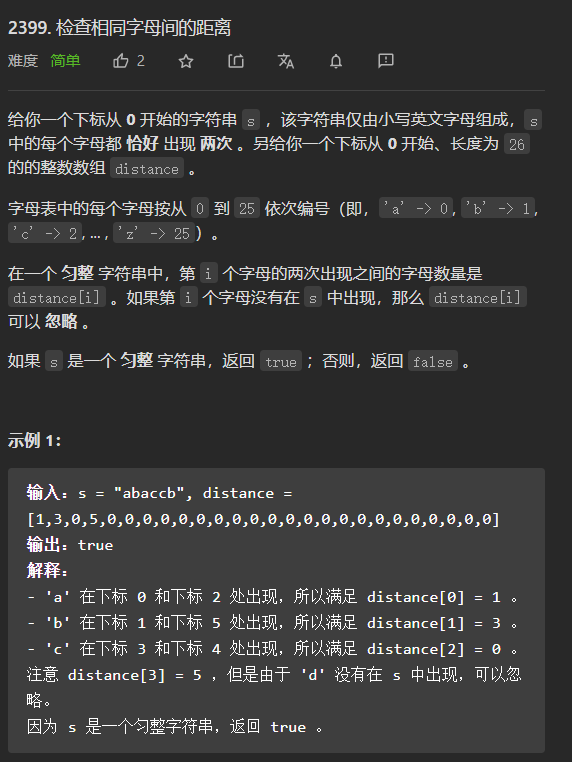 2399. 检查相同字母间的距离
难度 简单 2
给你一个下标从 0 开始的字符串 s ，该字符串仅由小写英文字母组成，s
中的每个字母都 恰好 出现 两次 。另给你一个下标从 0 开始、长度为 26
的的整数数组 distance 。
字母表中的每个字母按从 0 到 25 依次编号（即，'a' -> 0, 'b' -> 1,
'c' -> 2, ... , 'z' -> 25）。
在一个 匀整 字符串中，第 i 个字母的两次出现之间的字母数量是
distance[i] 。如果第 i 个字母没有在 s 中出现，那么 distance[i]
可以 忽略 。
如果 s 是一个 匀整 字符串，返回 true ；否则，返回 false 。
示例 1：
输入：s = "abaccb", distance =
[1,3,0,5,0,0,0,0,0,0,0,0,0,0,0,0,0,0,0,0,0,0,0,0,0,0]
输出：true
解释：
- 'a' 在下标 0 和下标 2 处出现，所以满足 distance[0] = 1 。
- 'b' 在下标 1 和下标 5 处出现，所以满足 distance[1] = 3 。
- 'c' 在下标 3 和下标 4 处出现，所以满足 distance[2] = 0 。
注意 distance[3] = 5 ，但是由于 'd' 没有在 s 中出现，可以忽
略。
因为 s 是一个匀整字符串，返回 true 。